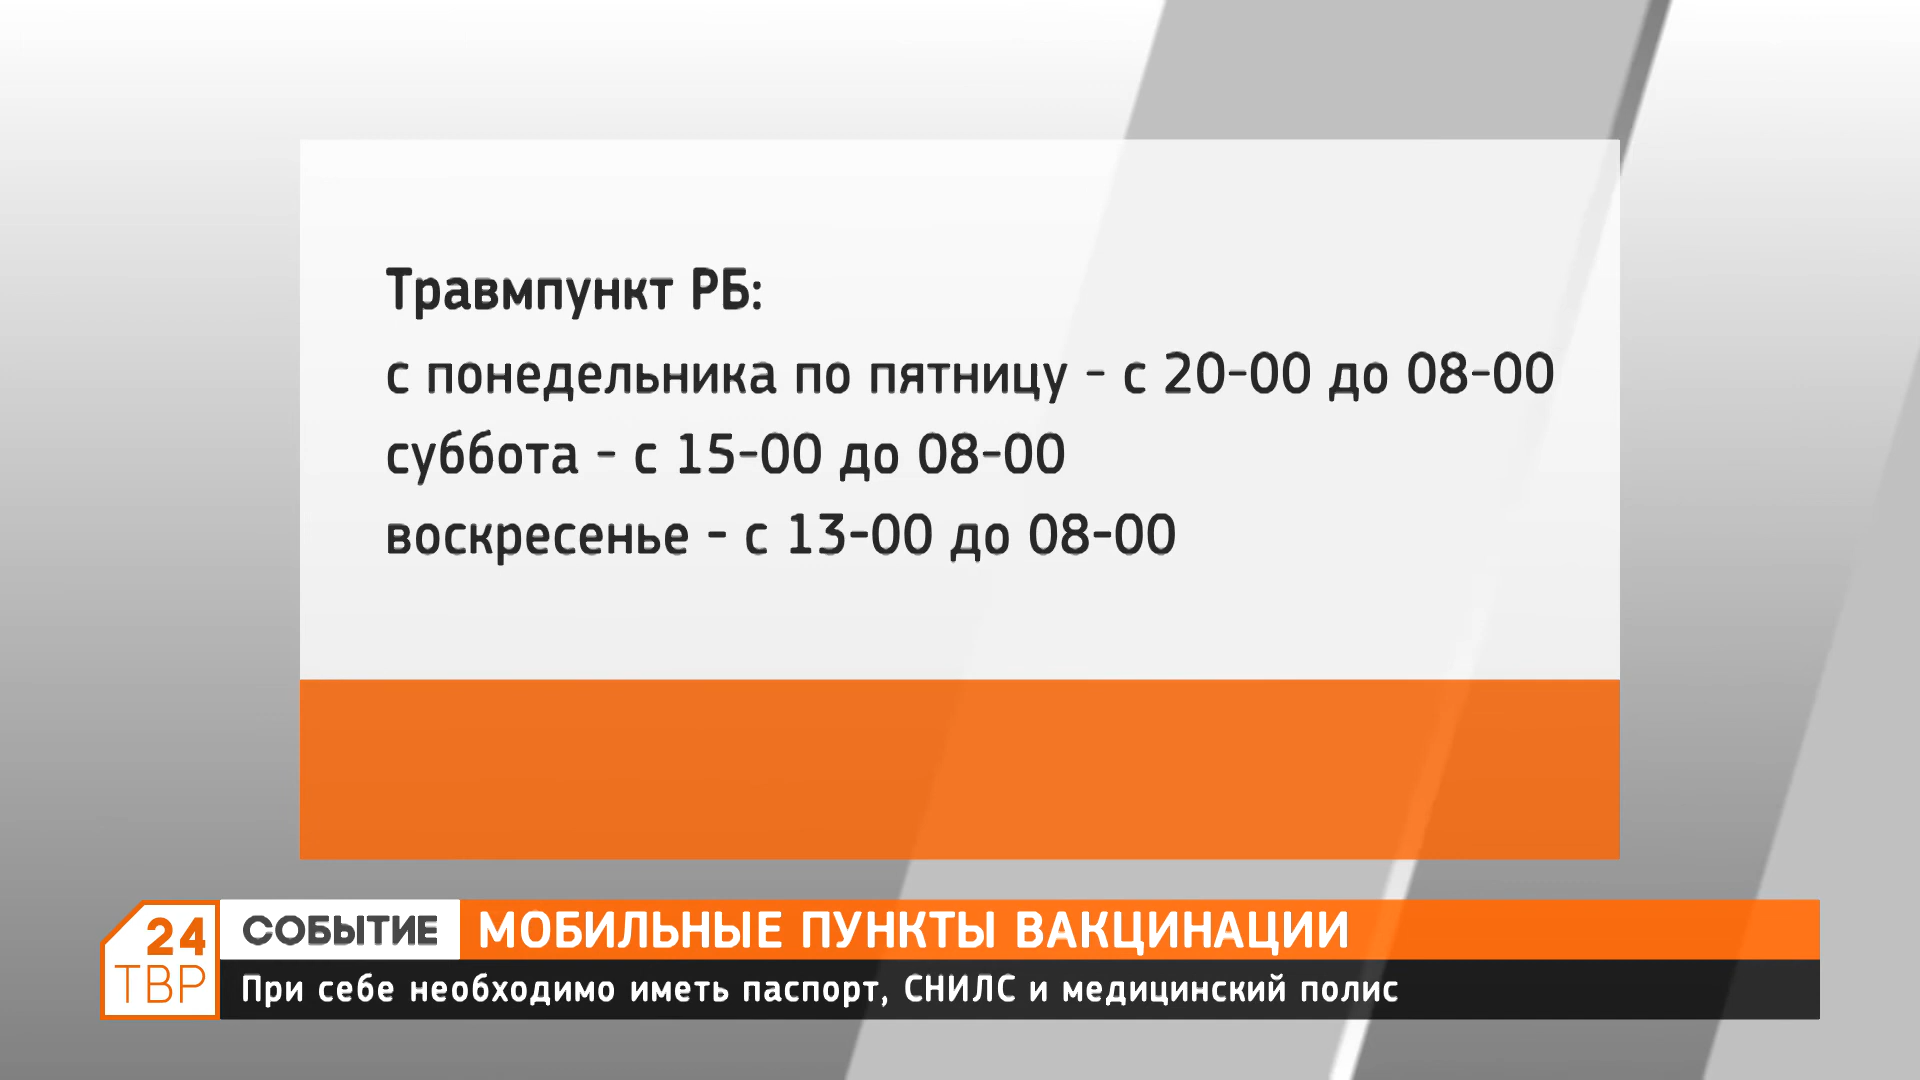 Травмпункт РБ:
с понедельника по пятницу - с 20-00 до 08-00
суббота - с 15-00 до 08-00
воскресенье - с 13-00 до 08-00
24
ТВР
СОБЫТИЕ
МОБИЛЬНЫЕ ПУНКТЫ ВАКЦИНАЦИИ
При себе необходимо иметь паспорт, СНИЛС и медицинский полис